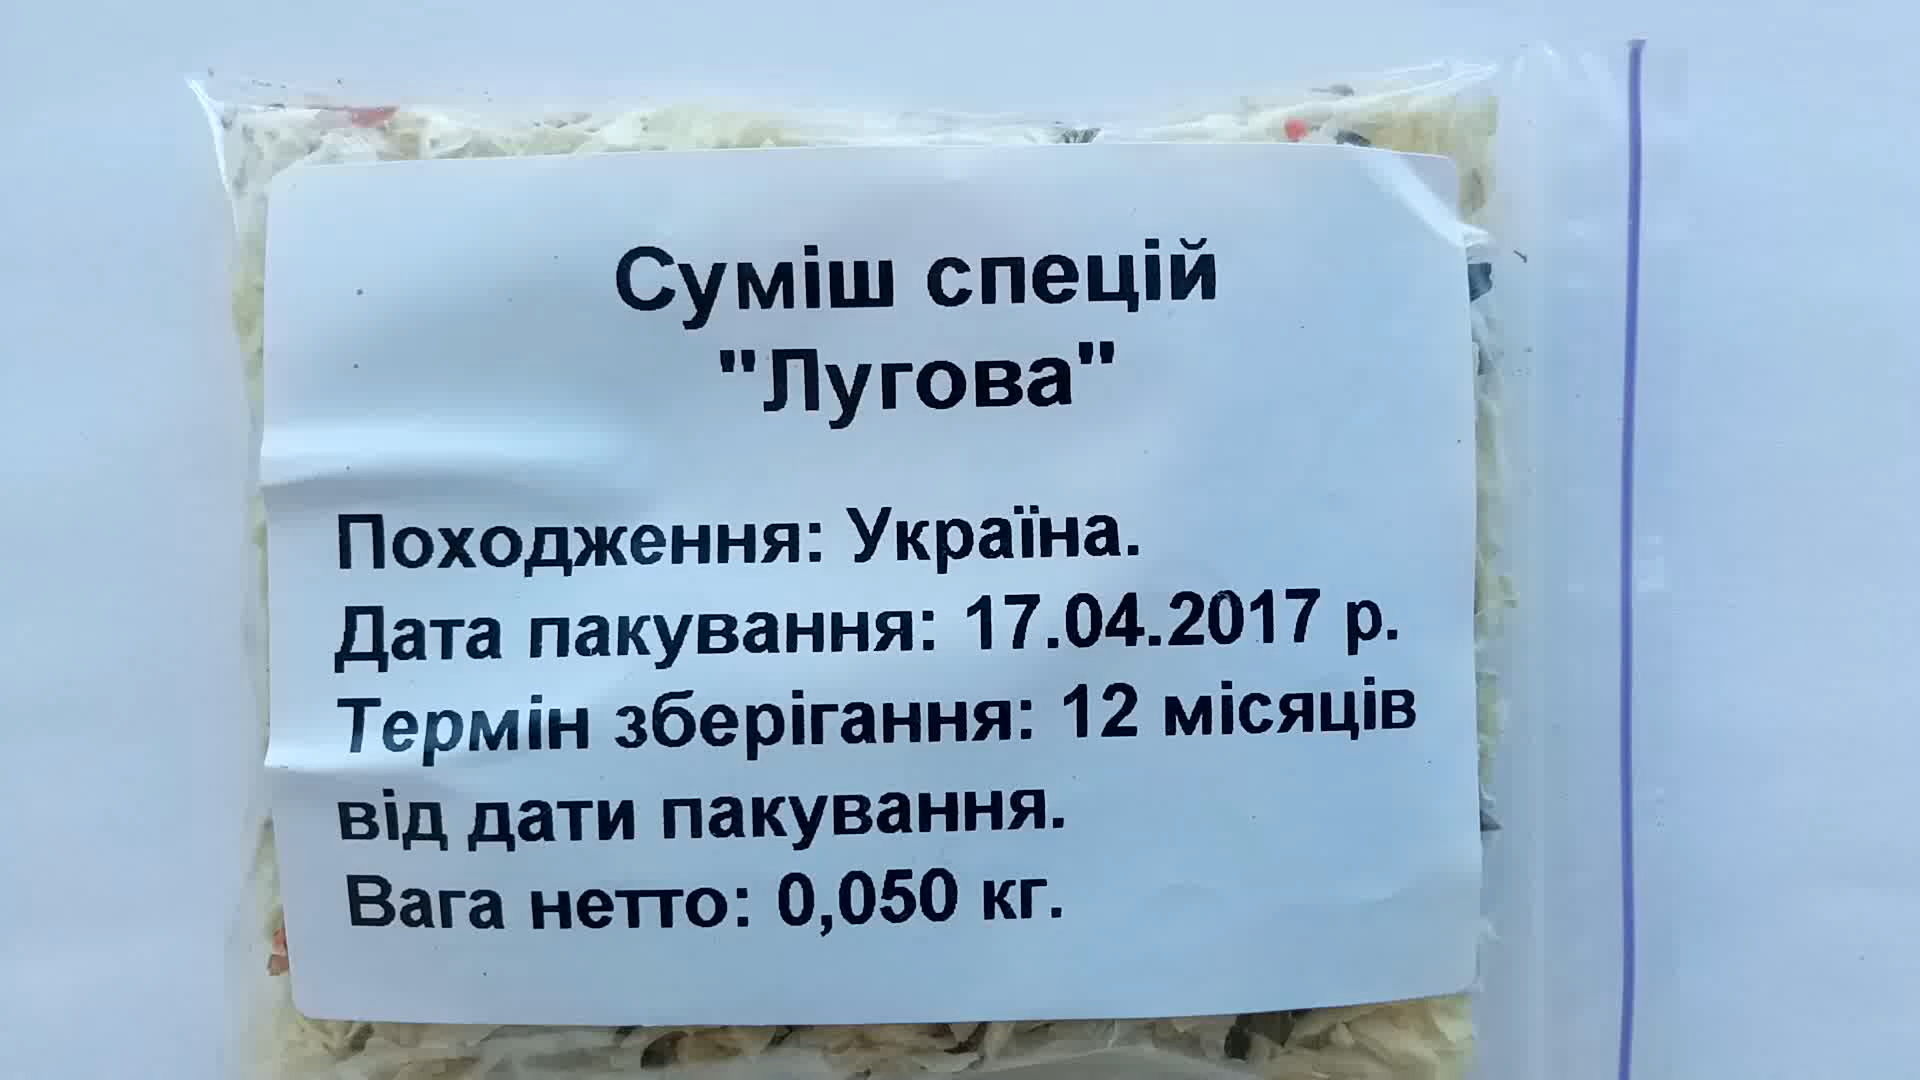 Суміш спецій
"Лугова"
Походження: Україна.
Дата пакування: 17.04.2017 р.
Термін зберігання: 12 місяців
від дати пакування.
Вага нетто: 0,050 кг.